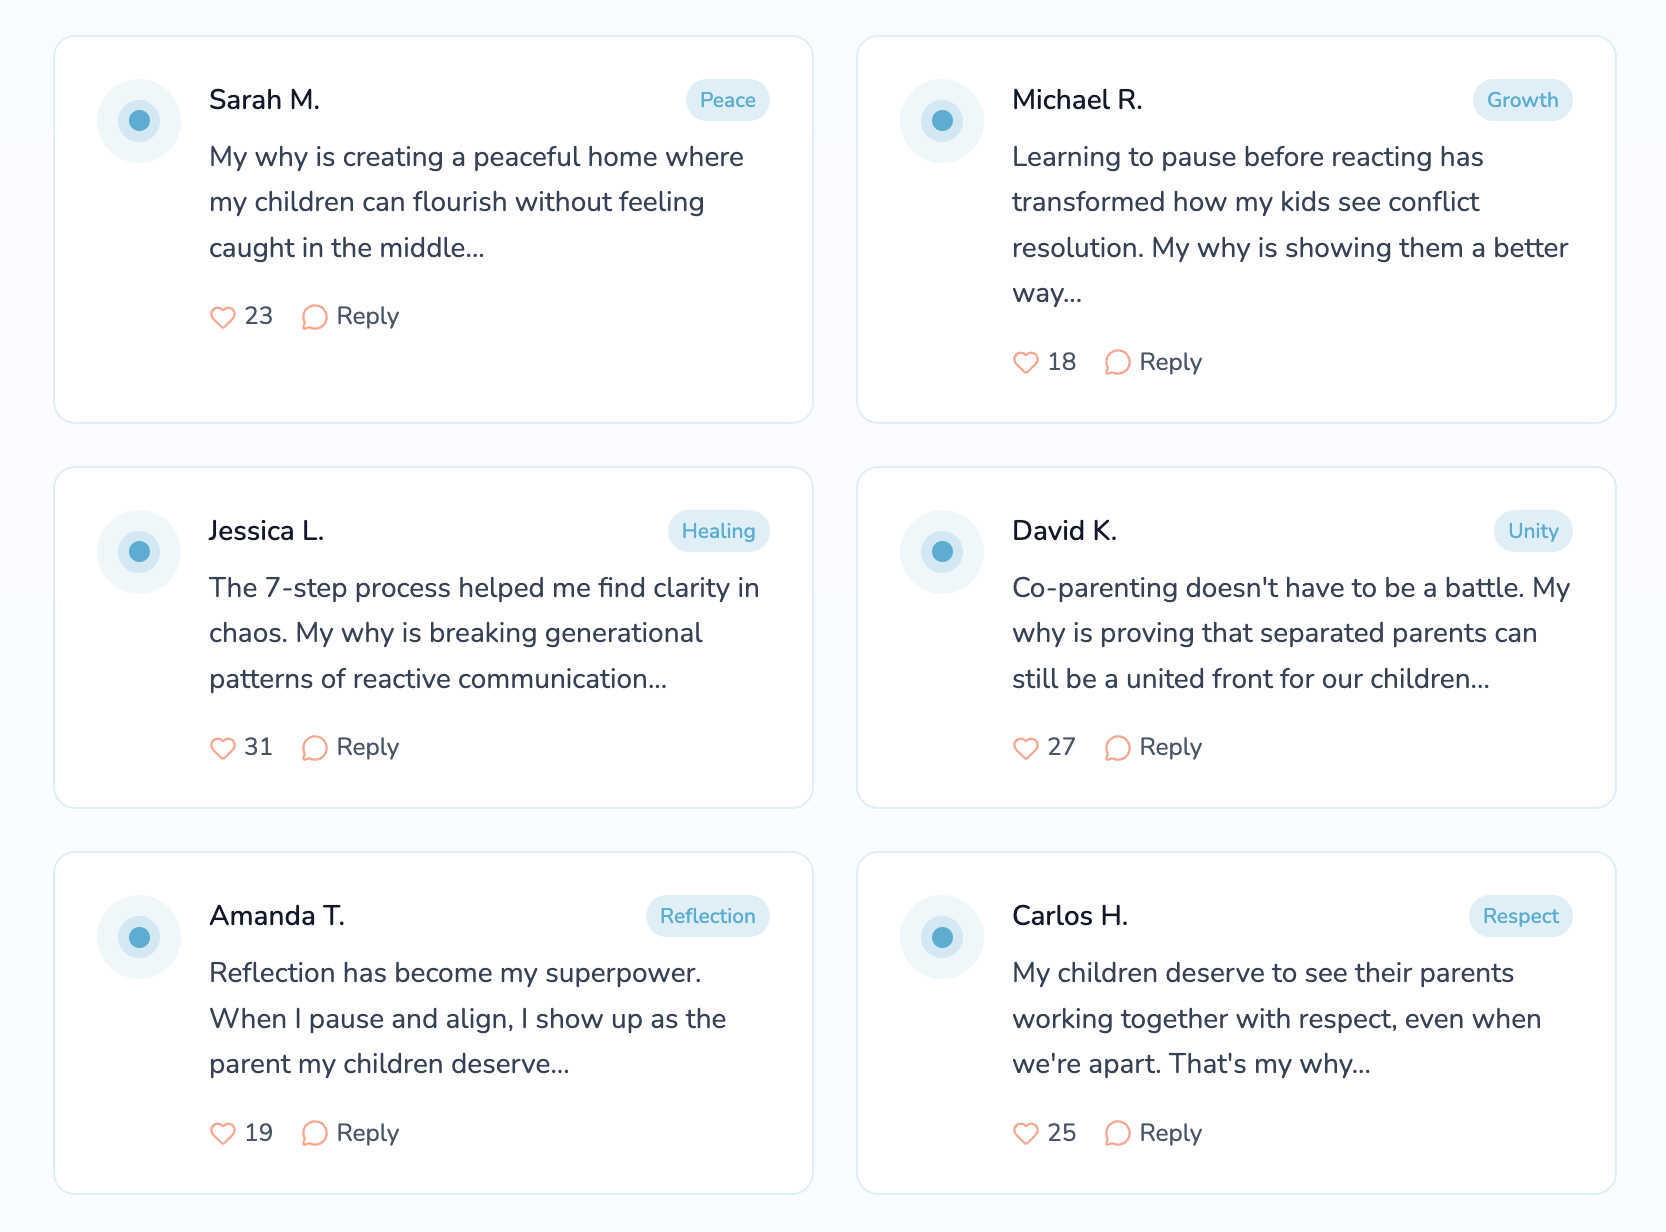 Sarah M.
Peace
My why is creating a peaceful home where
my children can flourish without feeling
caught in the middle...
23 Reply
Michael R.
Growth
Learning to pause before reacting has
transformed how my kids see conflict
resolution. My why is showing them a better
way...
18 Reply
Jessica L.
Healing
The 7-step process helped me find clarity in
chaos. My why is breaking generational
patterns of reactive communication...
31 Reply
David K.
Unity
Co-parenting doesn't have to be a battle. My
why is proving that separated parents can
still be a united front for our children...
27 Reply
Amanda T.
Reflection
Reflection has become my superpower.
When I pause and align, I show up as the
parent my children deserve...
19 Reply
Carlos H.
Respect
My children deserve to see their parents
working together with respect, even when
we're apart. That's my why...
25 Reply